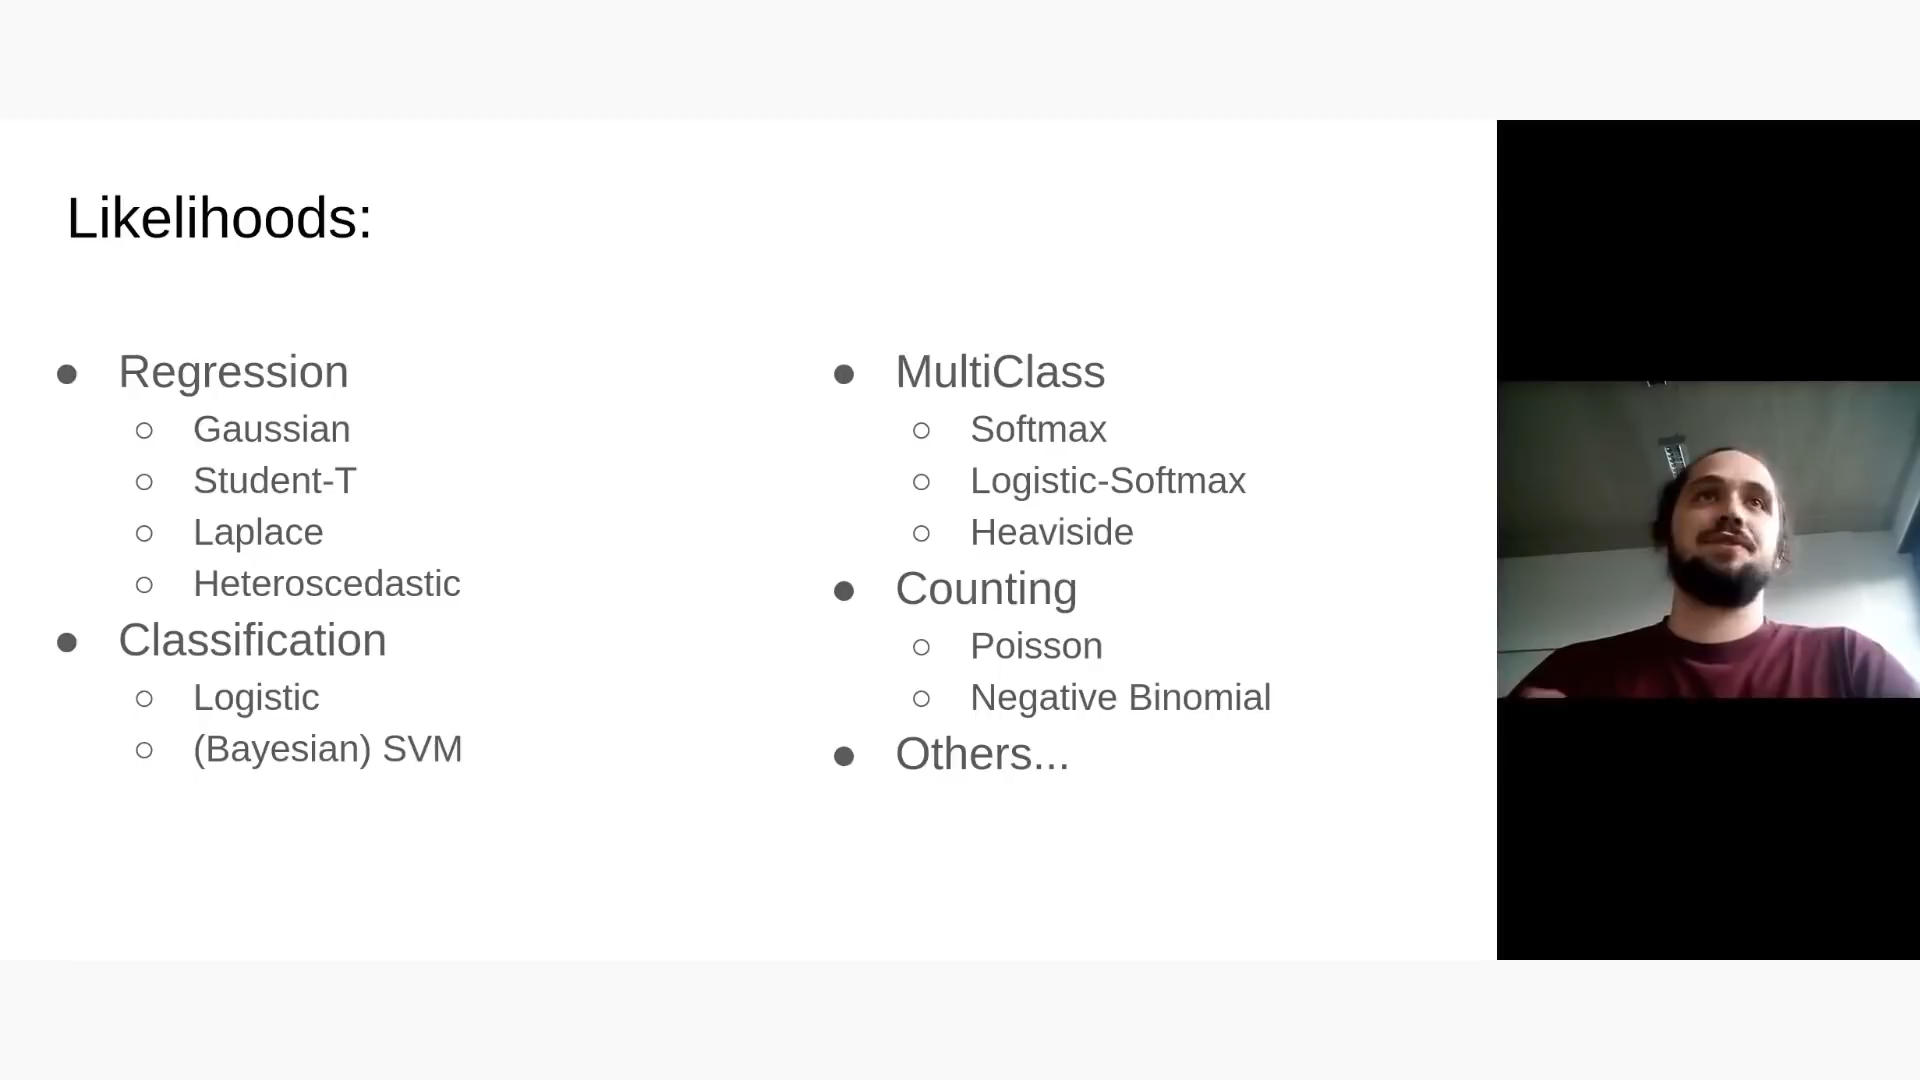 Likelihoods:
● Regression
○ Gaussian
○ Student-T
○ Laplace
○ Heteroscedastic
● Classification
○ Logistic
○ (Bayesian) SVM
● MultiClass
○ Softmax
○ Logistic-Softmax
○ Heaviside
● Counting
○ Poisson
○ Negative Binomial
● Others...